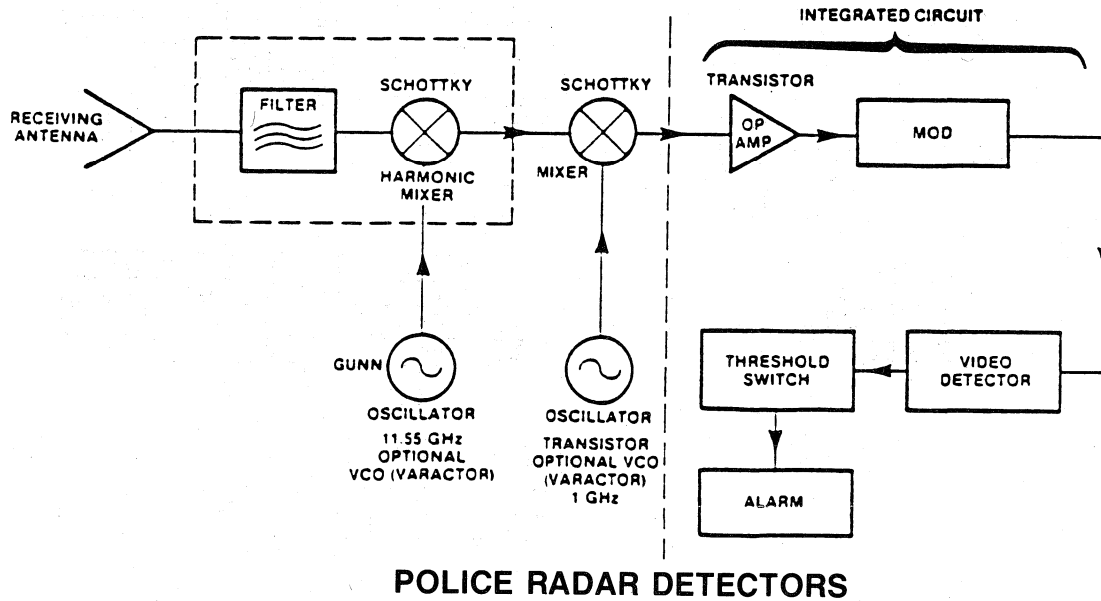 INTEGRATED CIRCUIT
RECEIVING
ANTENNA
FILTER
SCHOTTKY
HARMONIC
MIXER
SCHOTTKY
MIXER
TRANSISTOR
OP
AMP
MOD
GUNN
OSCILLATOR
11.55 GHz
OPTIONAL
VCO (VARACTOR)
OSCILLATOR
TRANSISTOR
OPTIONAL VCO
(VARACTOR)
1 GHz
THRESHOLD
SWITCH
VIDEO
DETECTOR
ALARM
POLICE RADAR DETECTORS